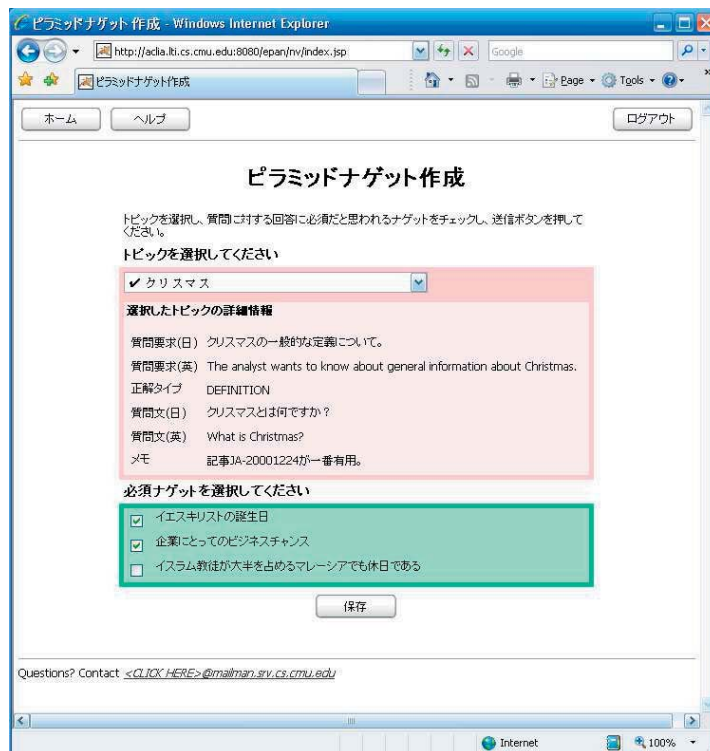 ピラミッドナゲット 作成 - Windows Internet Explorer
http://aclia.lti.cs.cmu.edu:8080/epan/nv/index.jsp
Google
ピラミッドナゲット作成
Page
Tools
ホーム
ヘルプ
ログアウト
ピラミッドナゲット作成
トピックを選択し、質問に対する回答に必須だと思われるナゲットをチェックし、送信ボタンを押して
ください。
トピックを選択してください
✔ クリスマス
選択したトピックの詳細情報
質問要求(日) クリスマスの一般的な定義について。
質問要求(英) The analyst wants to know about general information about Christmas.
正解タイプ DEFINITION
質問文(日) クリスマスとは何ですか？
質問文(英) What is Christmas?
メモ 記事JA-20001224が一番有用。
必須ナゲットを選択してください
イエスキリストの誕生日
企業にとってのビジネスチャンス
イスラム教徒が大半を占めるマレーシアでも休日である
保存
Questions? Contact <CLICK HERE>@mailman.srv.cs.cmu.edu
Internet
100%